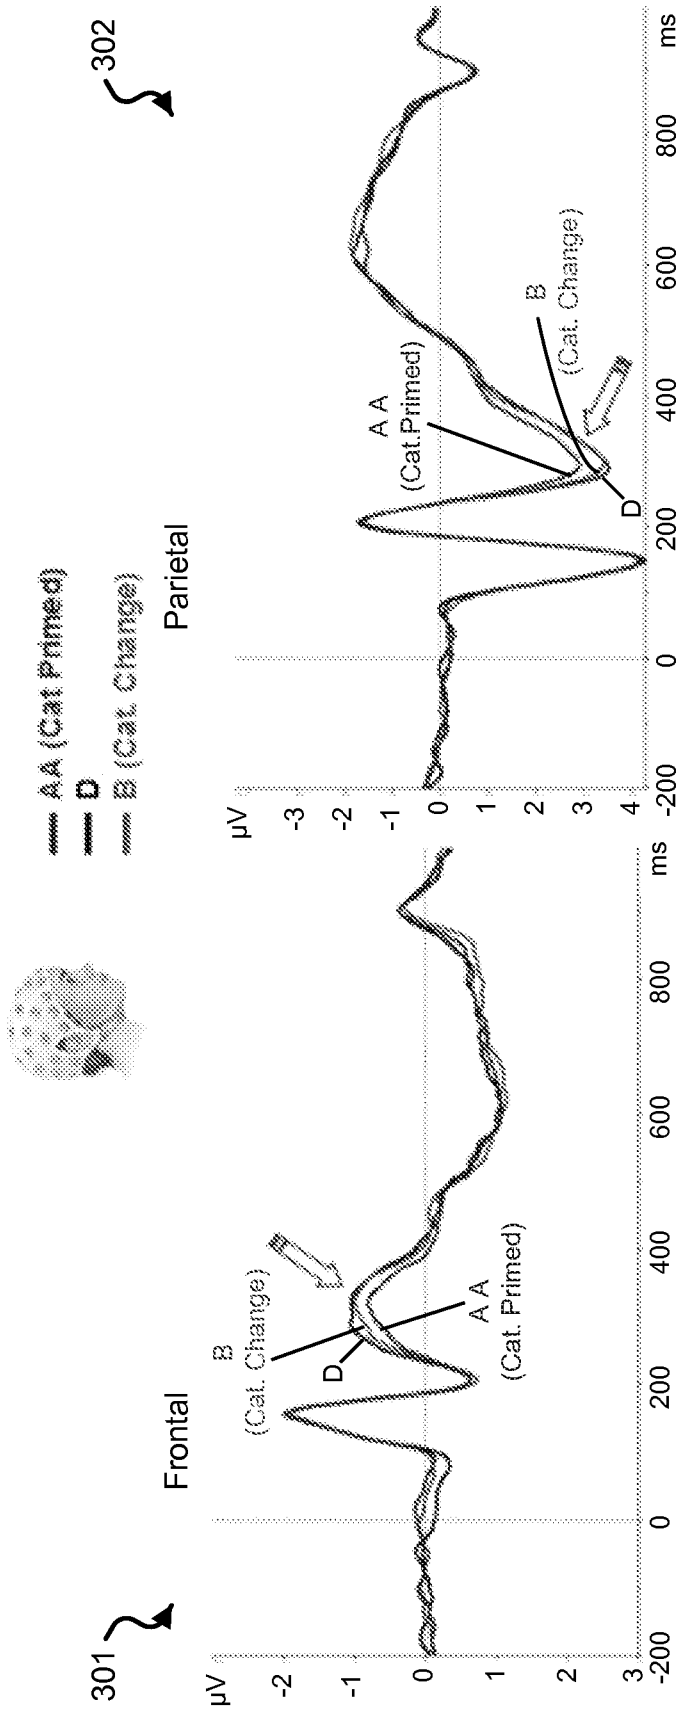 301
302
AA (Cat Primed)
D
B (Cat. Change)
Frontal
µV
-2
-1
0
1
2
3
B
(Cat. Change)
D
A A
(Cat. Primed)
-200
0
200
400
600
800
ms
Parietal
µV
-3
-2
-1
0
1
2
3
4
A A
(Cat.Primed)
B
(Cat. Change)
D
-200
0
200
400
600
800
ms